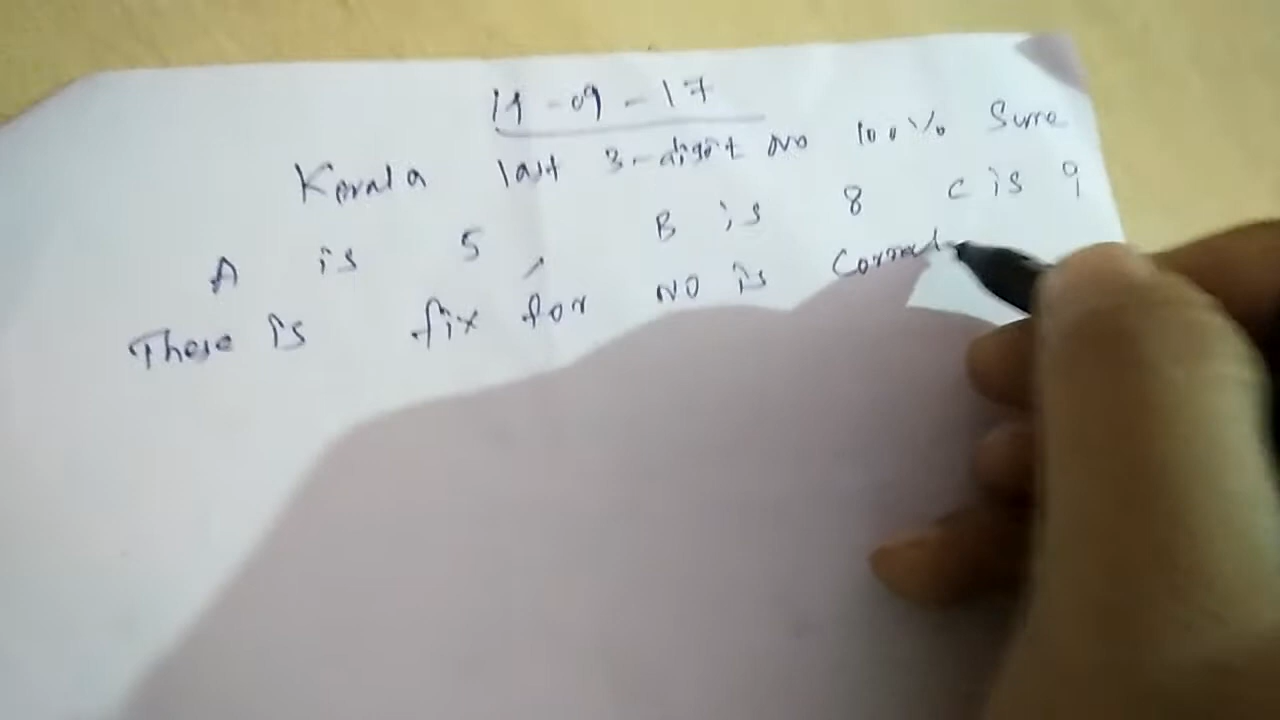 11-09-17
Kerala last 3-digit no 100% Sure
A is 5, B is 8 C is 9
These is fix for no is Correct